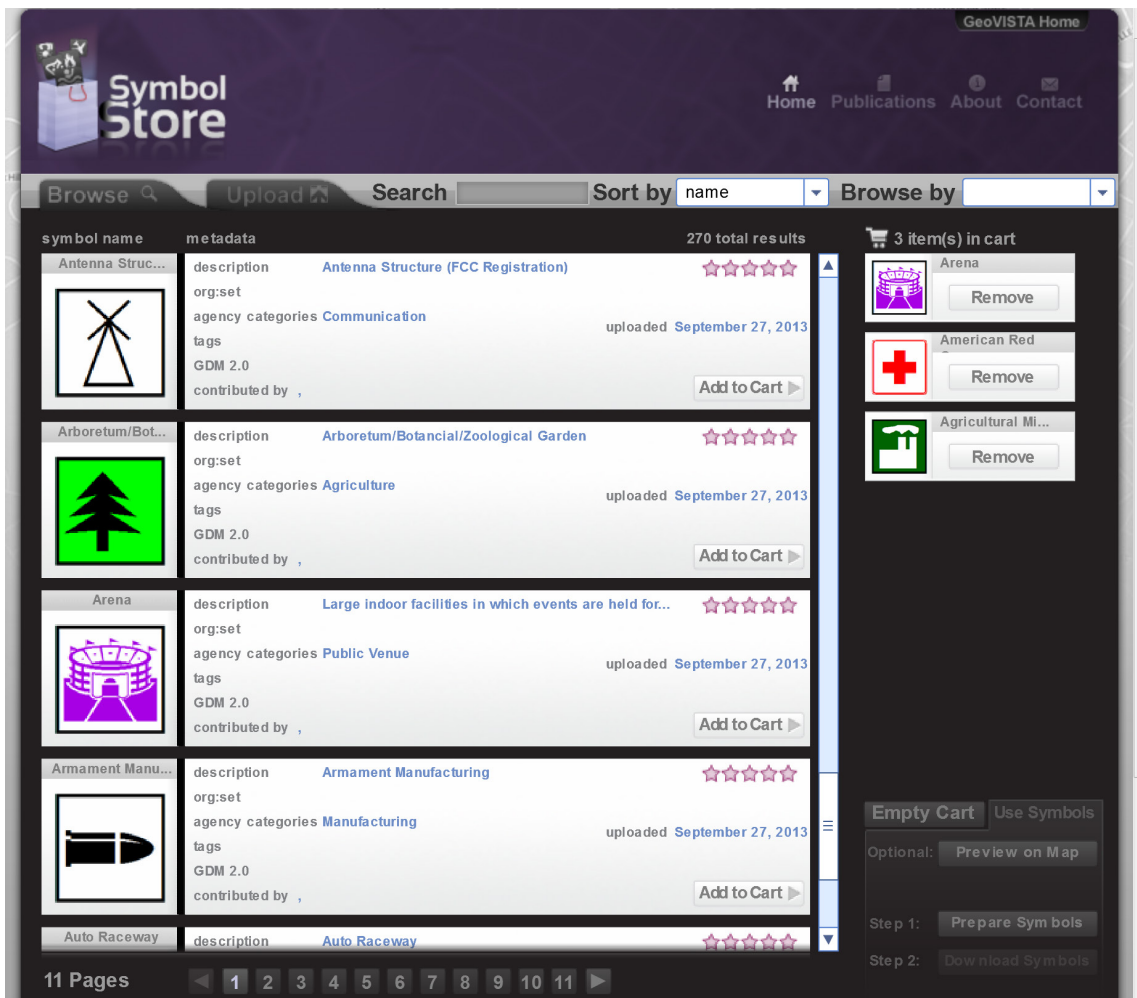 GeoVISTA Home
Symbol
Store
Home Publications About Contact
Browse Upload Search Sort by name Browse by
symbol name metadata 270 total results 3 item(s) in cart
Antenna Struc...
description Antenna Structure (FCC Registration)
org:set
agency categories Communication
uploaded September 27, 2013
tags
GDM 2.0
contributed by ,
Add to Cart
Arboretum/Bot...
description Arboretum/Botancial/Zoological Garden
org:set
agency categories Agriculture
uploaded September 27, 2013
tags
GDM 2.0
contributed by ,
Add to Cart
Arena
description Large indoor facilities in which events are held for...
org:set
agency categories Public Venue
uploaded September 27, 2013
tags
GDM 2.0
contributed by ,
Add to Cart
Armament Manu...
description Armament Manufacturing
org:set
agency categories Manufacturing
uploaded September 27, 2013
tags
GDM 2.0
contributed by ,
Add to Cart
Auto Raceway
description Auto Raceway
11 Pages 1 2 3 4 5 6 7 8 9 10 11
Arena
Remove
American Red
Remove
Agricultural Mi...
Remove
Empty Cart Use Symbols
Optional: Preview on Map
Step 1: Prepare Symbols
Step 2: Download Symbols